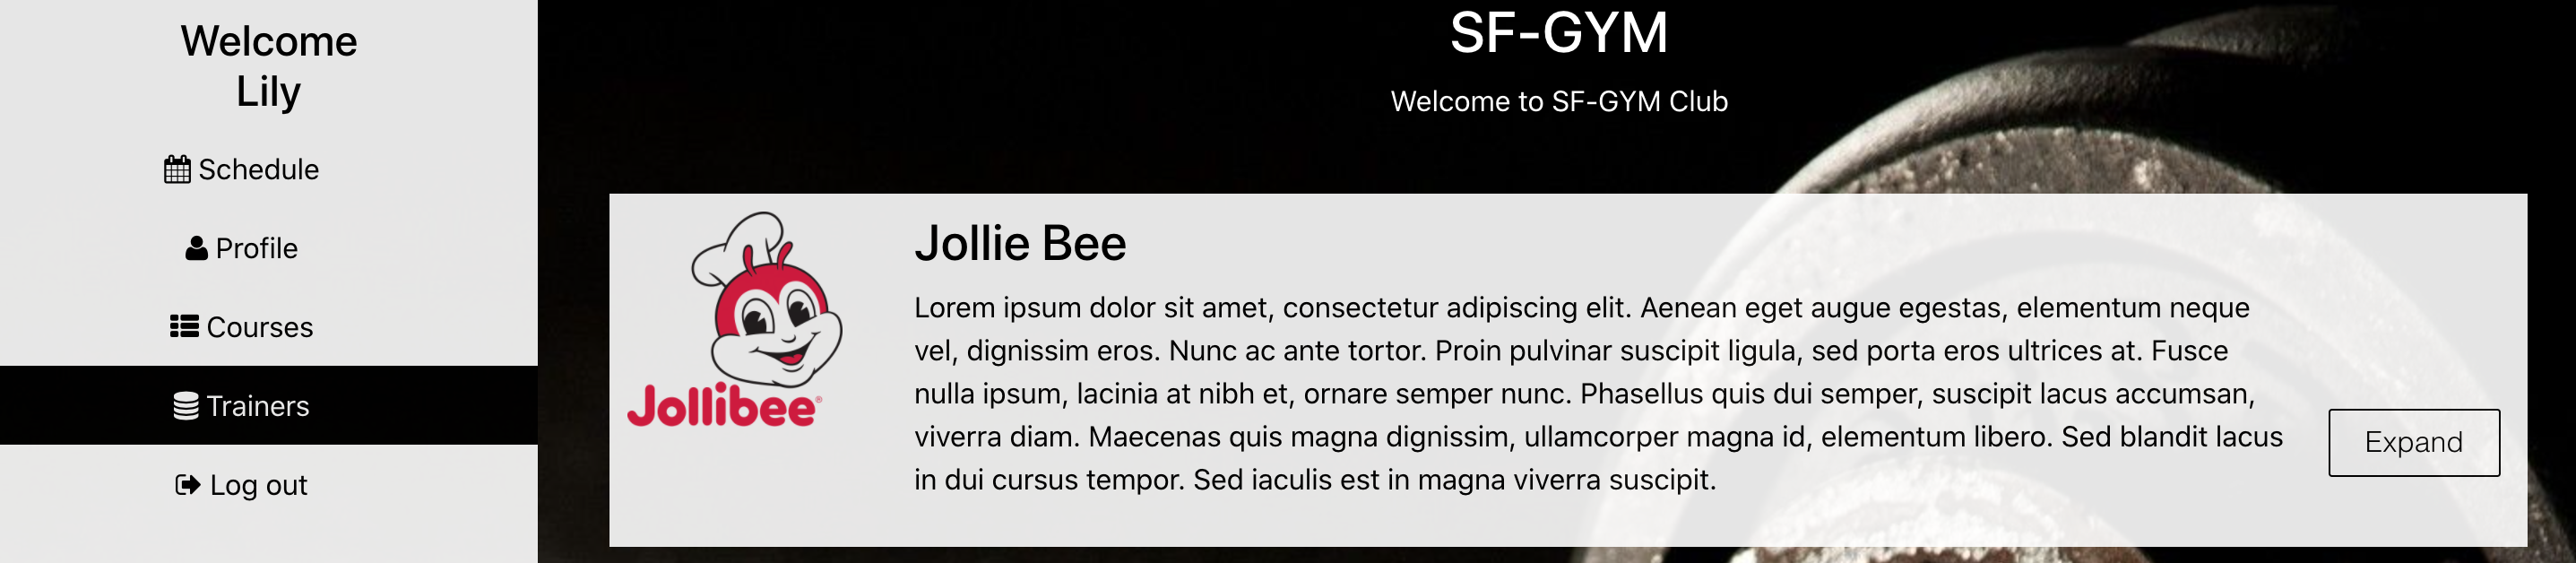 Welcome
Lily
Schedule
Profile
Courses
Trainers
Log out
SF-GYM
Welcome to SF-GYM Club
Jollibee®
Jollie Bee
Lorem ipsum dolor sit amet, consectetur adipiscing elit. Aenean eget augue egestas, elementum neque
vel, dignissim eros. Nunc ac ante tortor. Proin pulvinar suscipit ligula, sed porta eros ultrices at. Fusce
nulla ipsum, lacinia at nibh et, ornare semper nunc. Phasellus quis dui semper, suscipit lacus accumsan,
viverra diam. Maecenas quis magna dignissim, ullamcorper magna id, elementum libero. Sed blandit lacus
in dui cursus tempor. Sed iaculis est in magna viverra suscipit.
Expand